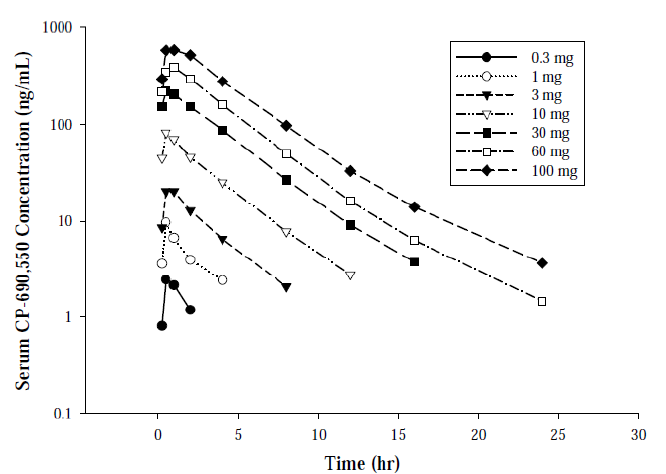 1000
100
10
1
0.1
Serum CP-690,550 Concentration (ng/mL)
0.3 mg
1 mg
3 mg
10 mg
30 mg
60 mg
100 mg
0 5 10 15 20 25 30
Time (hr)